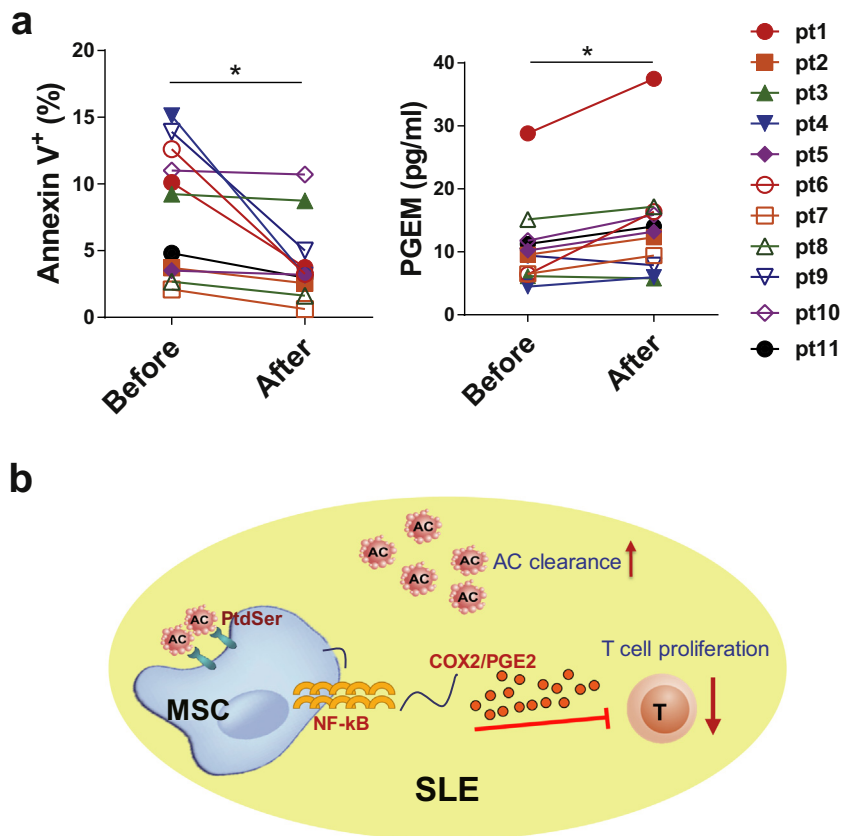 a
Annexin V⁺ (%)
20
15
10
5
0
Before
After
*
PGEM (pg/ml)
40
30
20
10
0
Before
After
*
pt1
pt2
pt3
pt4
pt5
pt6
pt7
pt8
pt9
pt10
pt11
b
AC
AC
AC
AC
AC
AC clearance
AC
AC
PtdSer
MSC
NF-kB
COX2/PGE2
T cell proliferation
T
SLE